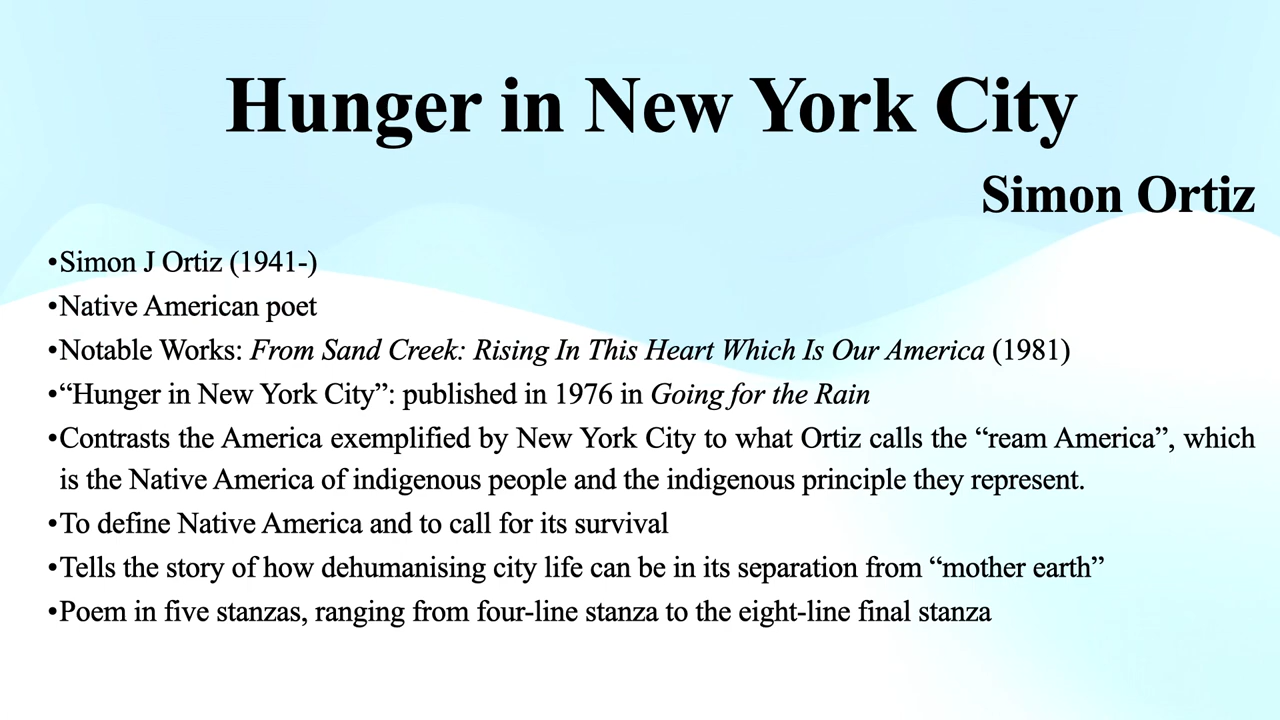 Hunger in New York City
Simon Ortiz
•Simon J Ortiz (1941-)
•Native American poet
•Notable Works: From Sand Creek: Rising In This Heart Which Is Our America (1981)
•“Hunger in New York City”: published in 1976 in Going for the Rain
•Contrasts the America exemplified by New York City to what Ortiz calls the “ream America”, which
is the Native America of indigenous people and the indigenous principle they represent.
•To define Native America and to call for its survival
•Tells the story of how dehumanising city life can be in its separation from “mother earth”
•Poem in five stanzas, ranging from four-line stanza to the eight-line final stanza